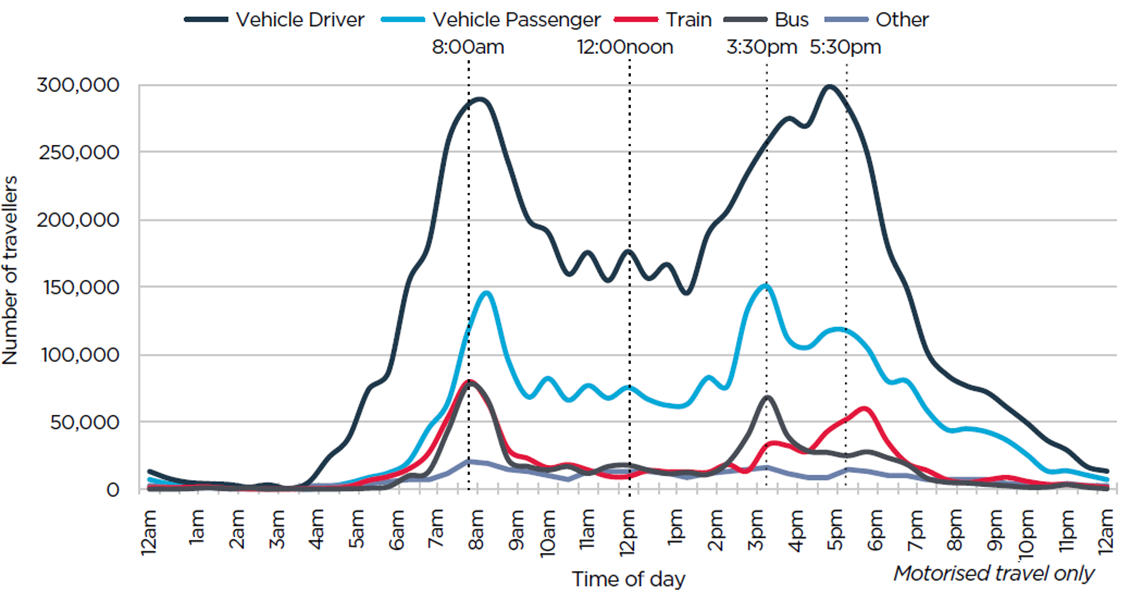 Vehicle Driver Vehicle Passenger Train Bus Other
8:00am 12:00noon 3:30pm 5:30pm
300,000
250,000
200,000
150,000
100,000
50,000
0
Number of travellers
12am 1am 2am 3am 4am 5am 6am 7am 8am 9am 10am 11am 12pm 1pm 2pm 3pm 4pm 5pm 6pm 7pm 8pm 9pm 10pm 11pm 12am
Time of day
Motorised travel only